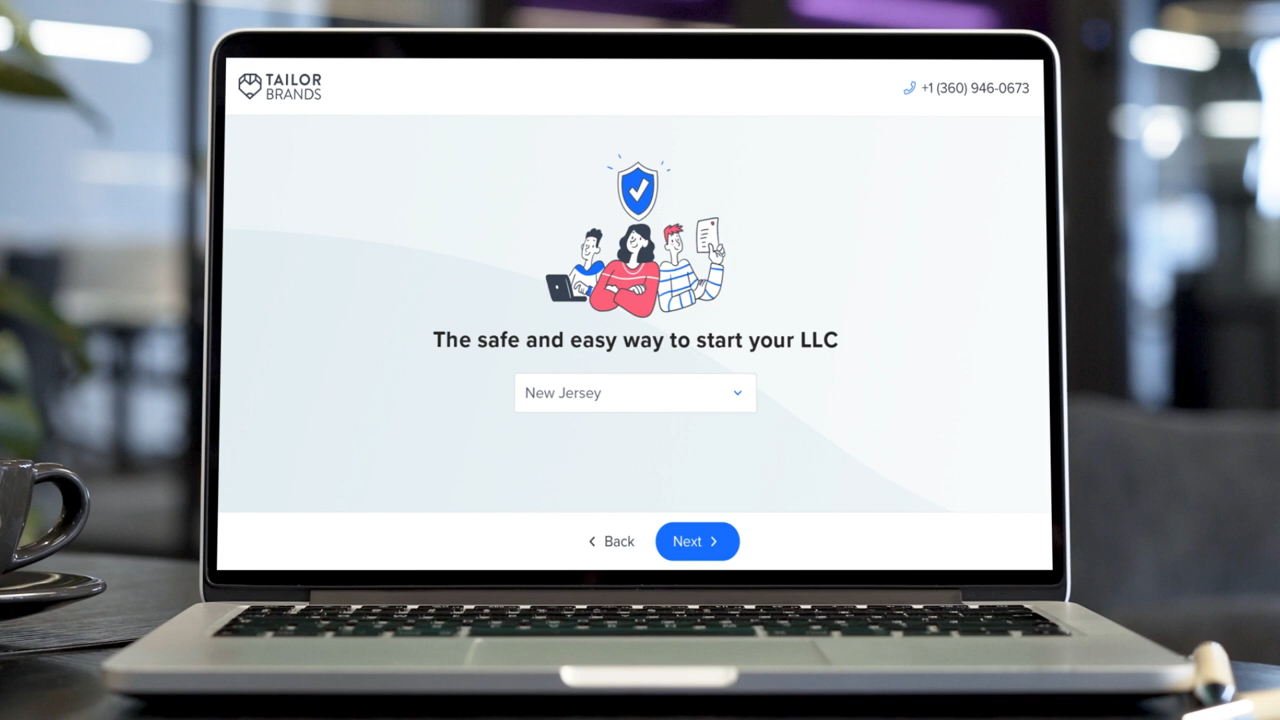 TAILOR
BRANDS
+1 (360) 946-0673
The safe and easy way to start your LLC
New Jersey
Back
Next